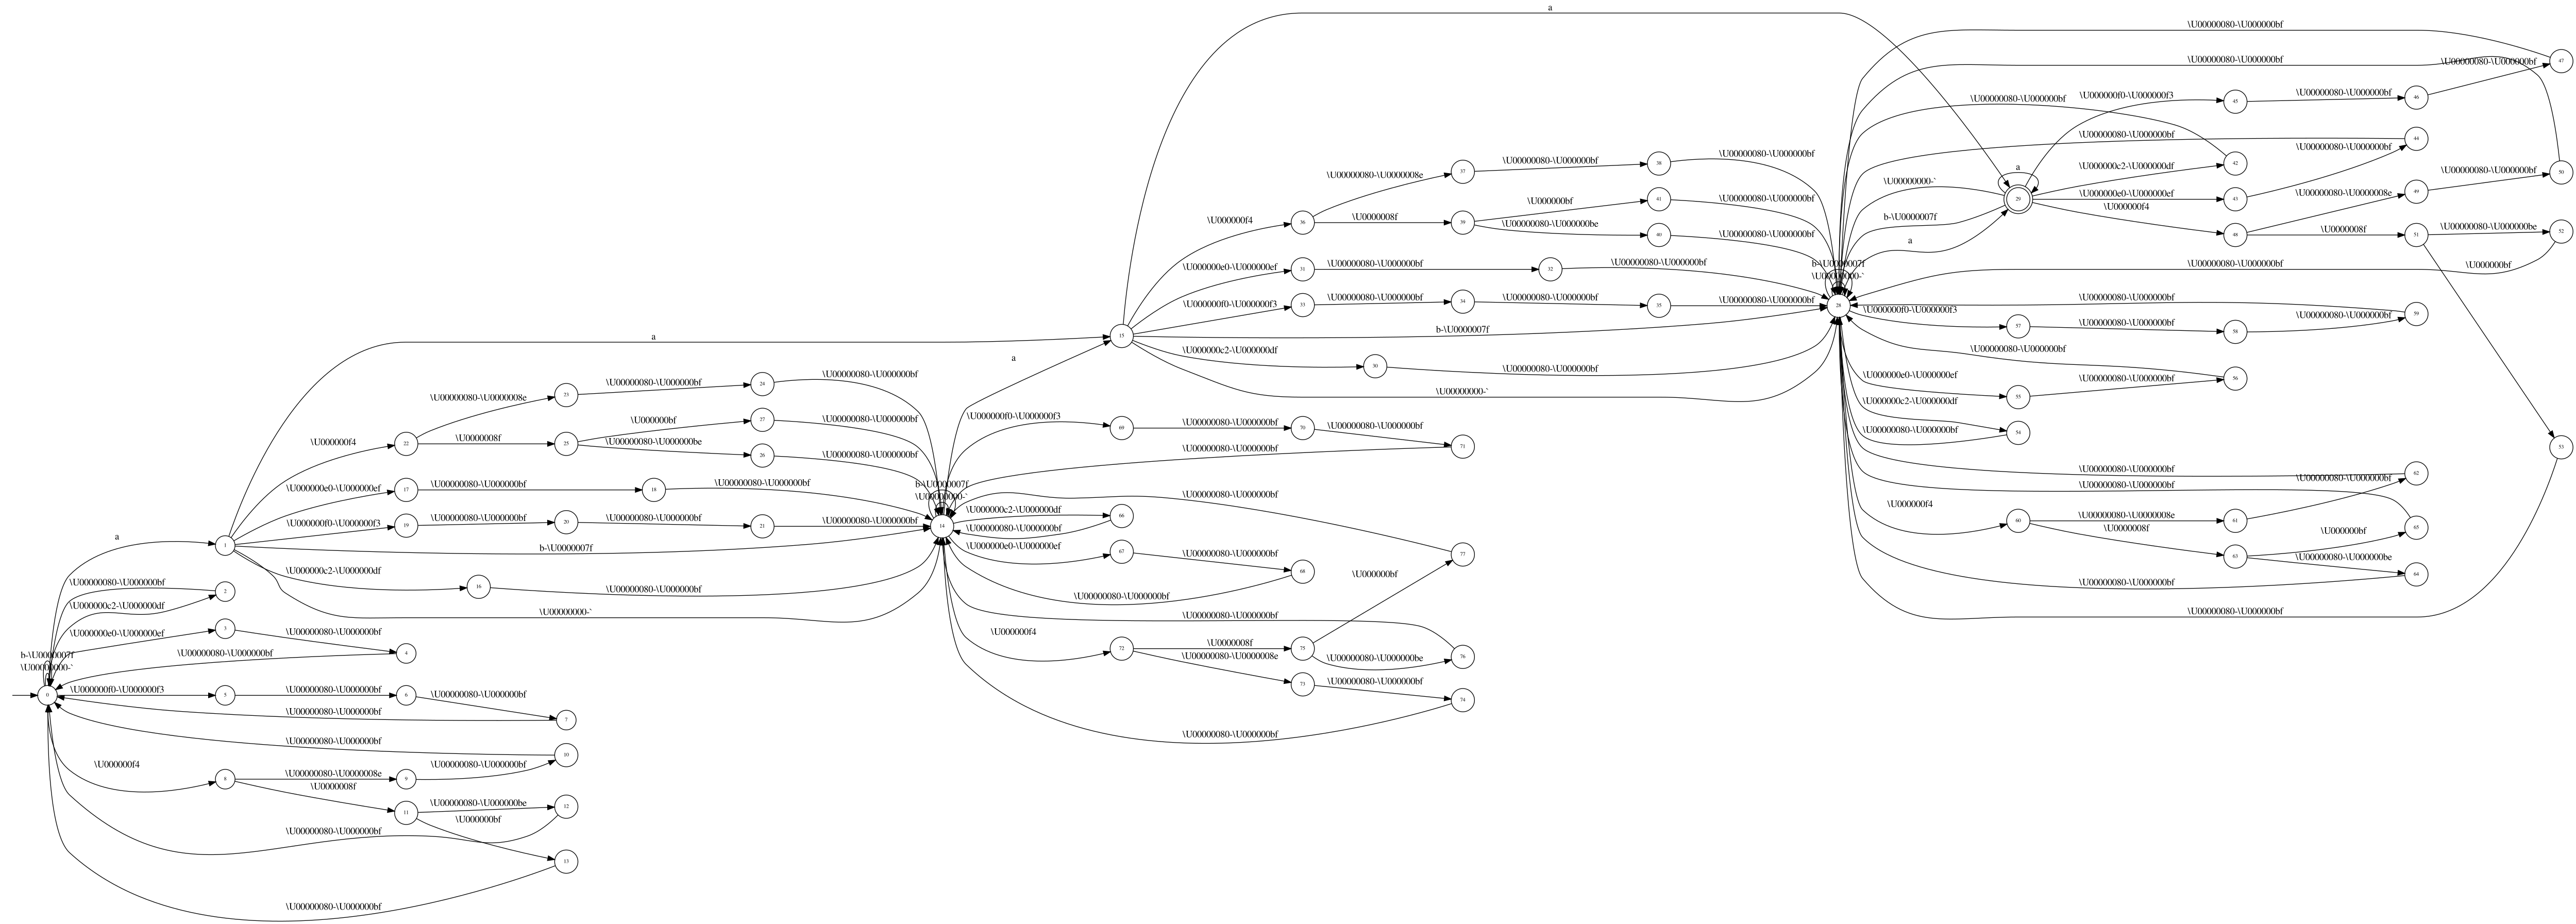 a
\U00000080-\U000000bf
\U00000080-\U000000bf
47
\U00000080-\U000000bf
\U00000080-\U000000bf
\U000000f0-\U000000f3
45
\U00000080-\U000000bf
46
\U00000080-\U000000bf
44
\U00000080-\U000000bf
\U00000080-\U000000bf
\U00000080-\U000000bf
38
\U00000080-\U000000bf
37
\U00000080-\U0000008e
a
\U000000c2-\U000000df
42
\U00000080-\U000000bf
50
\U00000000-`
29
\U000000e0-\U000000ef
43
\U00000080-\U0000008e
49
\U000000bf
41
\U00000080-\U000000bf
b-\U0000007f
\U000000f4
\U000000f4
36
\U0000008f
39
\U00000080-\U000000be
40
\U00000080-\U000000bf
a
48
\U0000008f
51
\U00000080-\U000000be
52
\U000000e0-\U000000ef
31
\U00000080-\U000000bf
32
\U00000080-\U000000bf
b-\U0000007f
\U00000000-`
\U00000080-\U000000bf
\U000000bf
\U000000f0-\U000000f3
33
\U00000080-\U000000bf
34
\U00000080-\U000000bf
35
\U00000080-\U000000bf
28
\U000000f0-\U000000f3
57
\U00000080-\U000000bf
58
\U00000080-\U000000bf
\U00000080-\U000000bf
59
a
15
b-\U0000007f
\U000000c2-\U000000df
30
\U00000080-\U000000bf
\U00000000-`
\U00000080-\U000000bf
\U000000e0-\U000000ef
55
\U00000080-\U000000bf
56
\U000000c2-\U000000df
\U00000080-\U000000bf
54
53
a
\U00000080-\U0000008e
23
\U00000080-\U000000bf
24
\U00000080-\U000000bf
\U000000f4
22
\U0000008f
25
\U000000bf
27
\U00000080-\U000000bf
\U00000080-\U000000be
26
\U00000080-\U000000bf
\U000000f0-\U000000f3
69
\U00000080-\U000000bf
70
\U00000080-\U000000bf
71
\U00000080-\U000000bf
\U000000e0-\U000000ef
17
\U00000080-\U000000bf
18
\U00000080-\U000000bf
b-\U0000007f
\U00000000-`
\U00000080-\U000000bf
\U000000f0-\U000000f3
19
\U00000080-\U000000bf
20
\U00000080-\U000000bf
21
\U00000080-\U000000bf
14
\U000000c2-\U000000df
66
\U00000080-\U000000bf
\U00000080-\U000000bf
62
\U00000080-\U000000bf
\U00000080-\U000000bf
\U000000f4
60
\U00000080-\U0000008e
61
\U0000008f
63
\U000000bf
65
\U00000080-\U000000be
64
\U00000080-\U000000bf
\U00000080-\U000000bf
a
1
b-\U0000007f
\U000000e0-\U000000ef
67
\U00000080-\U000000bf
68
77
\U000000c2-\U000000df
16
\U00000080-\U000000bf
\U00000080-\U000000bf
\U000000bf
\U00000000-`
\U00000080-\U000000bf
\U000000f4
72
\U0000008f
75
\U00000080-\U000000be
76
\U00000080-\U0000008e
73
\U00000080-\U000000bf
74
\U00000080-\U000000bf
\U00000080-\U000000bf
2
\U000000c2-\U000000df
\U000000e0-\U000000ef
3
\U00000080-\U000000bf
4
b-\U0000007f
\U00000000-`
\U00000080-\U000000bf
0
\U000000f0-\U000000f3
5
\U00000080-\U000000bf
6
\U00000080-\U000000bf
7
\U00000080-\U000000bf
\U00000080-\U000000bf
10
\U000000f4
8
\U00000080-\U0000008e
9
\U00000080-\U000000bf
\U0000008f
11
\U00000080-\U000000be
12
\U000000bf
\U00000080-\U000000bf
13
\U00000080-\U000000bf